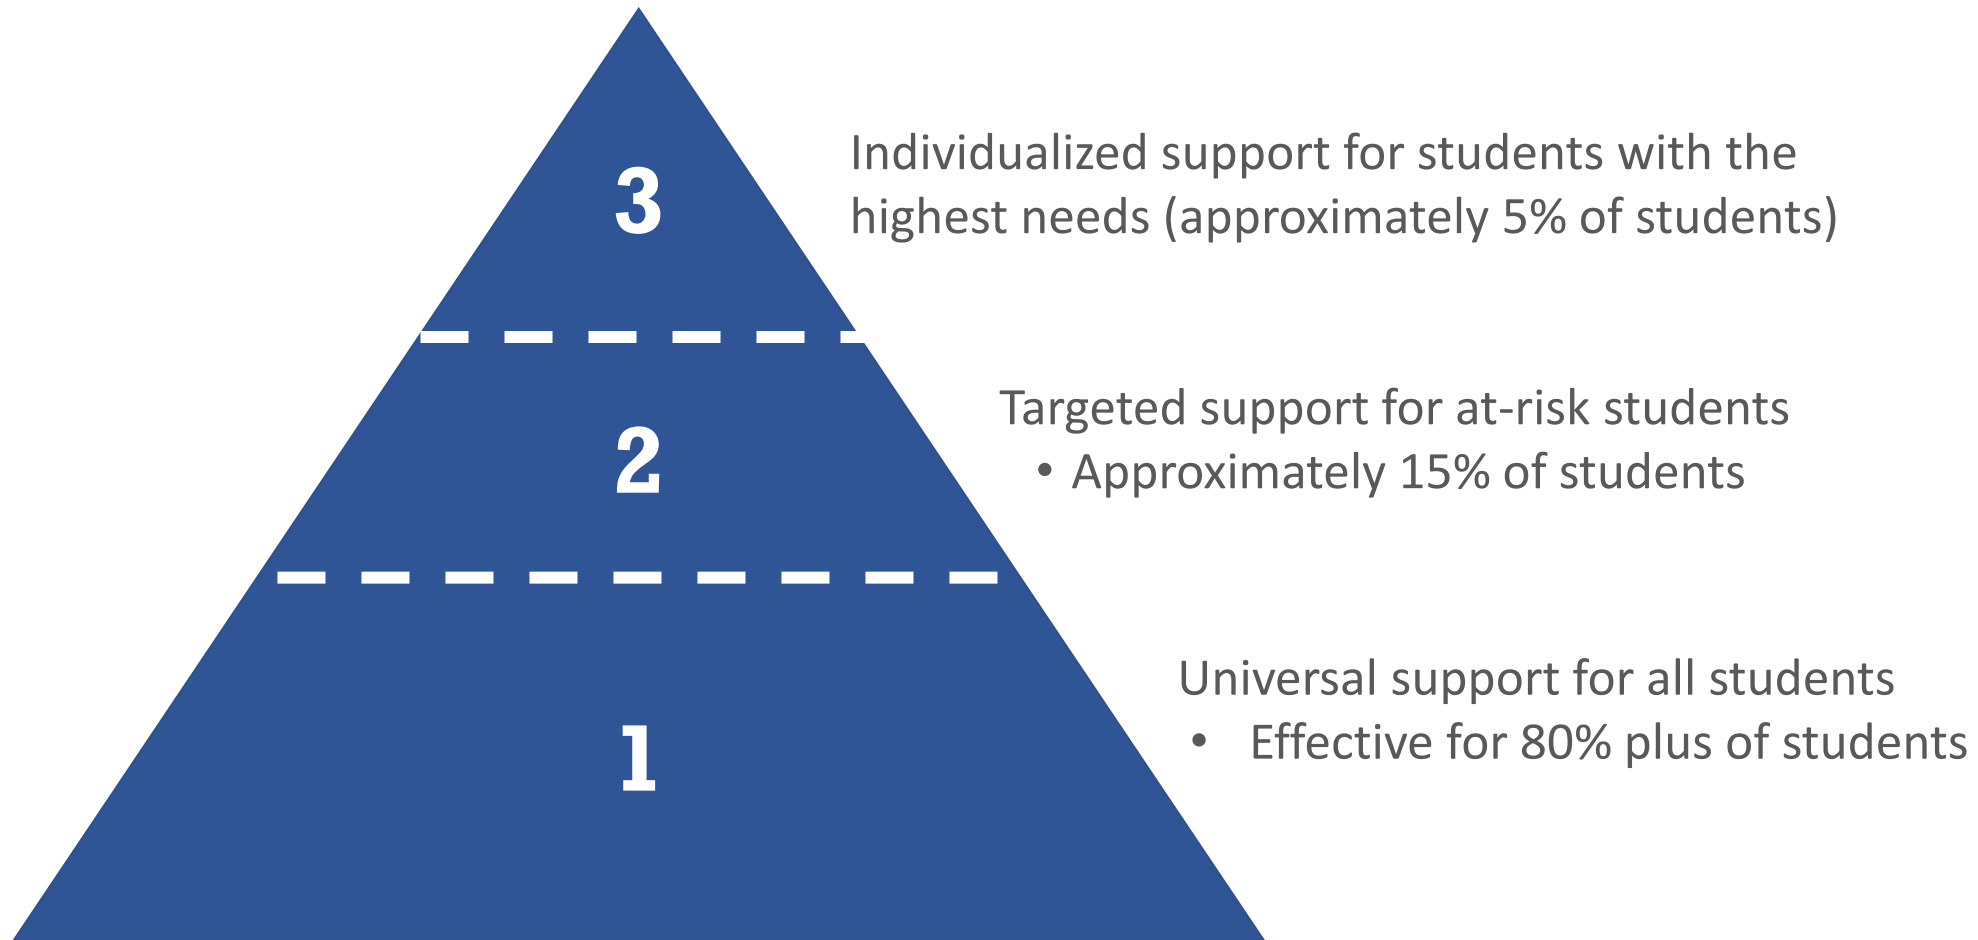 3
Individualized support for students with the
highest needs (approximately 5% of students)
2
Targeted support for at-risk students
• Approximately 15% of students
1
Universal support for all students
• Effective for 80% plus of students